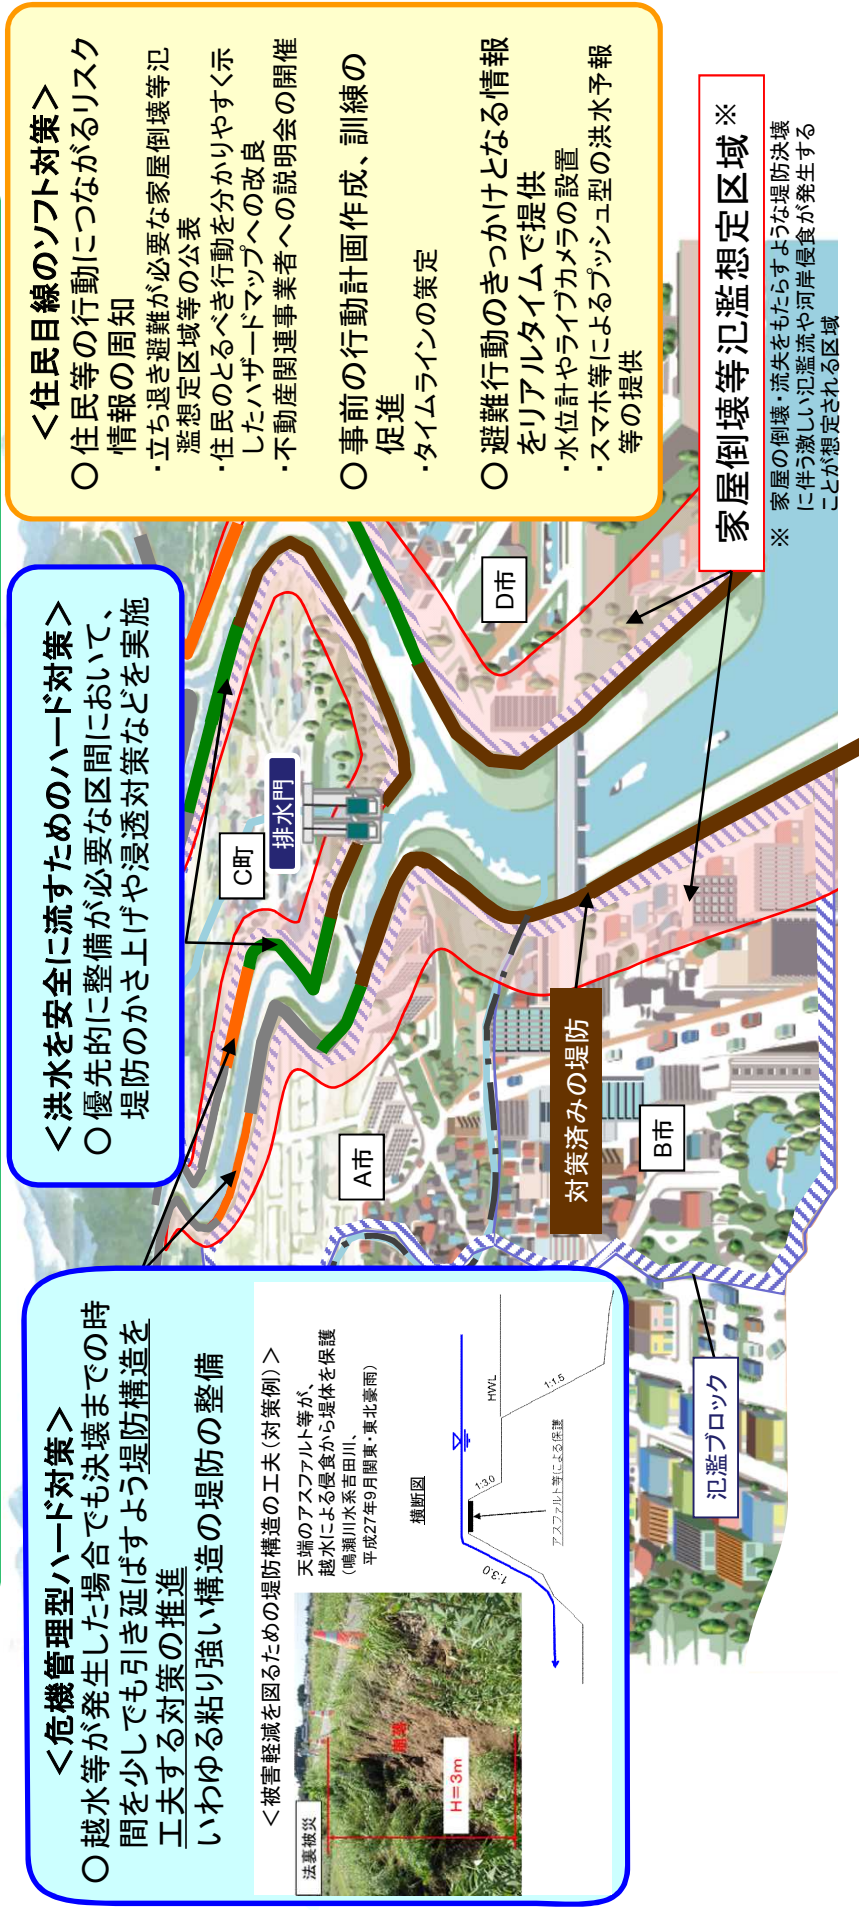 ＜危機管理型ハード対策＞
○越水等が発生した場合でも決壊までの時
間を少しでも引き延ばすよう堤防構造を
工夫する対策の推進
いわゆる粘り強い構造の堤防の整備
＜被害軽減を図るための堤防構造の工夫（対策例）＞
天端のアスファルト等が、
越水による侵食から堤体を保護
（鳴瀬川水系吉田川、
平成27年9月関東・東北豪雨）
法裏被災
崩落
H＝3m
横断図
HWL
1:3.0
1:1.5
1:3.0
アスファルト等による保護
＜洪水を安全に流すためのハード対策＞
○優先的に整備が必要な区間において、
堤防のかさ上げや浸透対策などを実施
＜住民目線のソフト対策＞
○住民等の行動につながるリスク
情報の周知
・立ち退き避難が必要な家屋倒壊等氾
濫想定区域等の公表
・住民のとるべき行動を分かりやすく示
したハザードマップへの改良
・不動産関連事業者への説明会の開催
○事前の行動計画作成、訓練の
促進
・タイムラインの策定
○避難行動のきっかけとなる情報
をリアルタイムで提供
・水位計やライブカメラの設置
・スマホ等によるプッシュ型の洪水予報
等の提供
C町
排水門
D市
A市
対策済みの堤防
B市
氾濫ブロック
家屋倒壊等氾濫想定区域※
※　家屋の倒壊・流失をもたらすような堤防決壊
に伴う激しい氾濫流や河岸侵食が発生する
ことが想定される区域